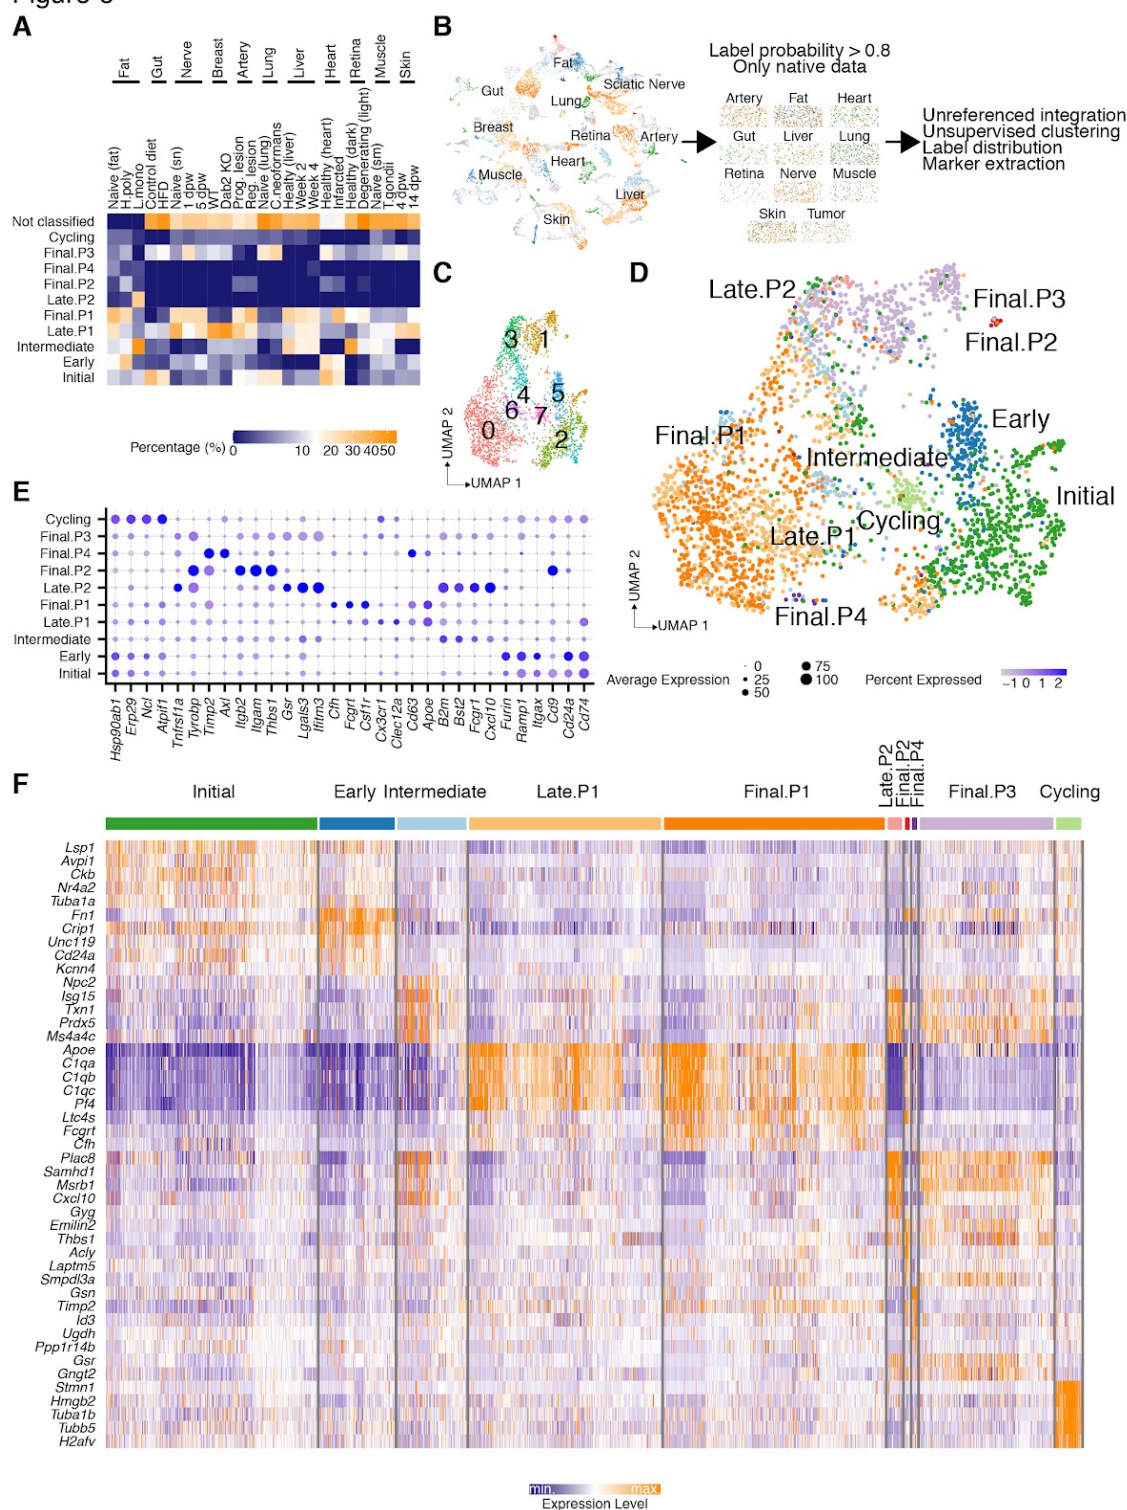 A
Fat
Gut
Nerve
Breast
Artery
Lung
Liver
Heart
Retina
Muscle
Skin
Naive (fat)
H.poly
L.mono
Control diet
HFD
Naive (sn)
1 dpw
5 dpw
WT
Dab2 KO
Prog. lesion
Reg. lesion
Naive (lung)
C.neoformans
Healty (liver)
Week 2
Week 4
Healthy (heart)
Infarcted
Healthy (dark)
Degenerating (light)
Naive (sm)
T.gondii
4 dpw
14 dpw
Not classified
Cycling
Final.P3
Final.P4
Final.P2
Late.P2
Final.P1
Late.P1
Intermediate
Early
Initial
Percentage (%)
0 10 20 30 40 50
B
Fat
Gut
Sciatic Nerve
Lung
Breast
Retina
Artery
Heart
Muscle
Liver
Skin
Label probability > 0.8
Only native data
Artery Fat Heart
Gut Liver Lung
Retina Nerve Muscle
Skin Tumor
Unreferenced integration
Unsupervised clustering
Label distribution
Marker extraction
C
3 1
4 5
6 7
0 2
UMAP 2
UMAP 1
D
Late.P2
Final.P3
Final.P2
Early
Final.P1
Intermediate
Initial
Cycling
Late.P1
Final.P4
UMAP 2
UMAP 1
E
Cycling
Final.P3
Final.P4
Final.P2
Late.P2
Final.P1
Late.P1
Intermediate
Early
Initial
Hsp90ab1
Erp29
Ncl
Atpif1
Tnfrsf1a
Tyrobp
Timp2
Axl
Itgb2
Itgam
Thbs1
Gsr
Lgals3
Ifitm3
Cfh
Fcgrt
Csf1r
Cx3cr1
Clec12a
Cd63
Apoe
B2m
Bst2
Fcgr1
Cxcl10
Furin
Ramp1
Itgax
Cd9
Cd24a
Cd74
Average Expression
0
25
50
75
100
Percent Expressed
−1 0 1 2
F
Initial
Early
Intermediate
Late.P1
Final.P1
Late.P2
Final.P2
Final.P4
Final.P3
Cycling
Lsp1
Avpi1
Ckb
Nr4a2
Tuba1a
Fn1
Crip1
Unc119
Cd24a
Kcnn4
Npc2
Isg15
Txn1
Prdx5
Ms4a4c
Apoe
C1qa
C1qb
C1qc
Pf4
Ltc4s
Fcgrt
Cfh
Plac8
Samhd1
Msrb1
Cxcl10
Gyg
Emilin2
Thbs1
Acly
Laptm5
Smpdl3a
Gsn
Timp2
Id3
Ugdh
Ppp1r14b
Gsr
Gngt2
Stmn1
Hmgb2
Tuba1b
Tubb5
H2afv
min. max.
Expression Level